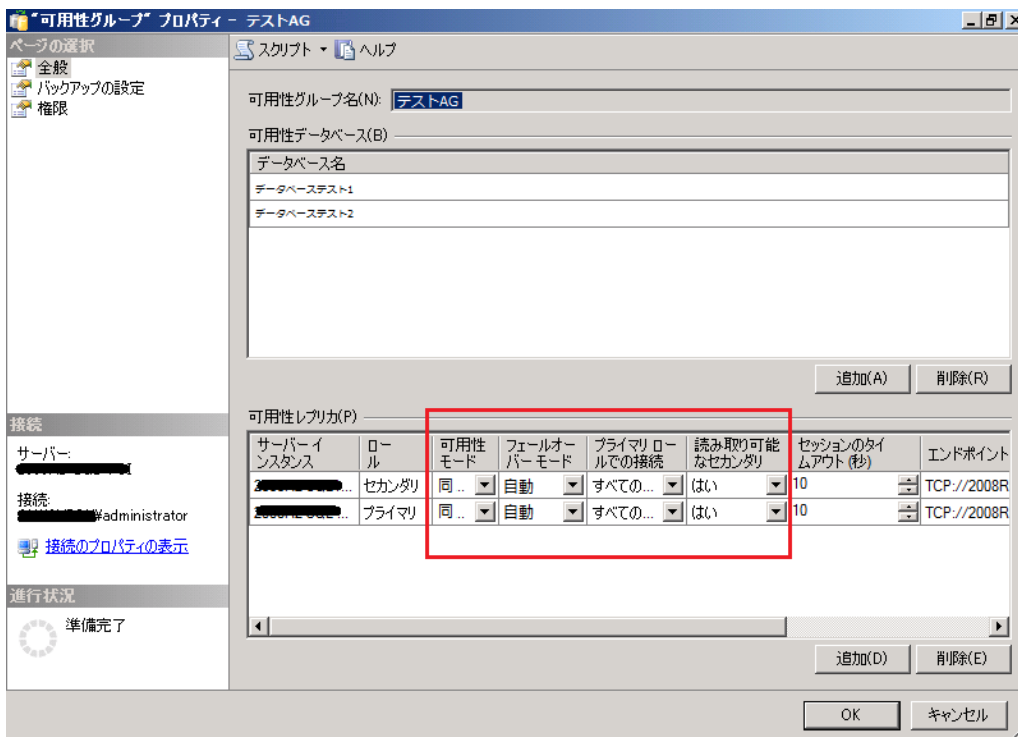 "可用性グループ" プロパティ - テストAG
ページの選択
全般
バックアップの設定
権限
スクリプト ヘルプ
可用性グループ名(N): テストAG
可用性データベース(B)
データベース名
データベーステスト1
データベーステスト2
追加(A) 削除(R)
可用性レプリカ(P)
サーバー インスタンス ロール 可用性モード フェールオーバー モード プライマリ ロールでの接続 読み取り可能なセカンダリ セッションのタイムアウト (秒) エンドポイント
セカンダリ 同 ... 自動 すべての... はい 10 TCP://2008R
プライマリ 同 ... 自動 すべての... はい 10 TCP://2008R
追加(D) 削除(E)
接続
サーバー:
接続:
¥administrator
接続のプロパティの表示
進行状況
準備完了
OK キャンセル